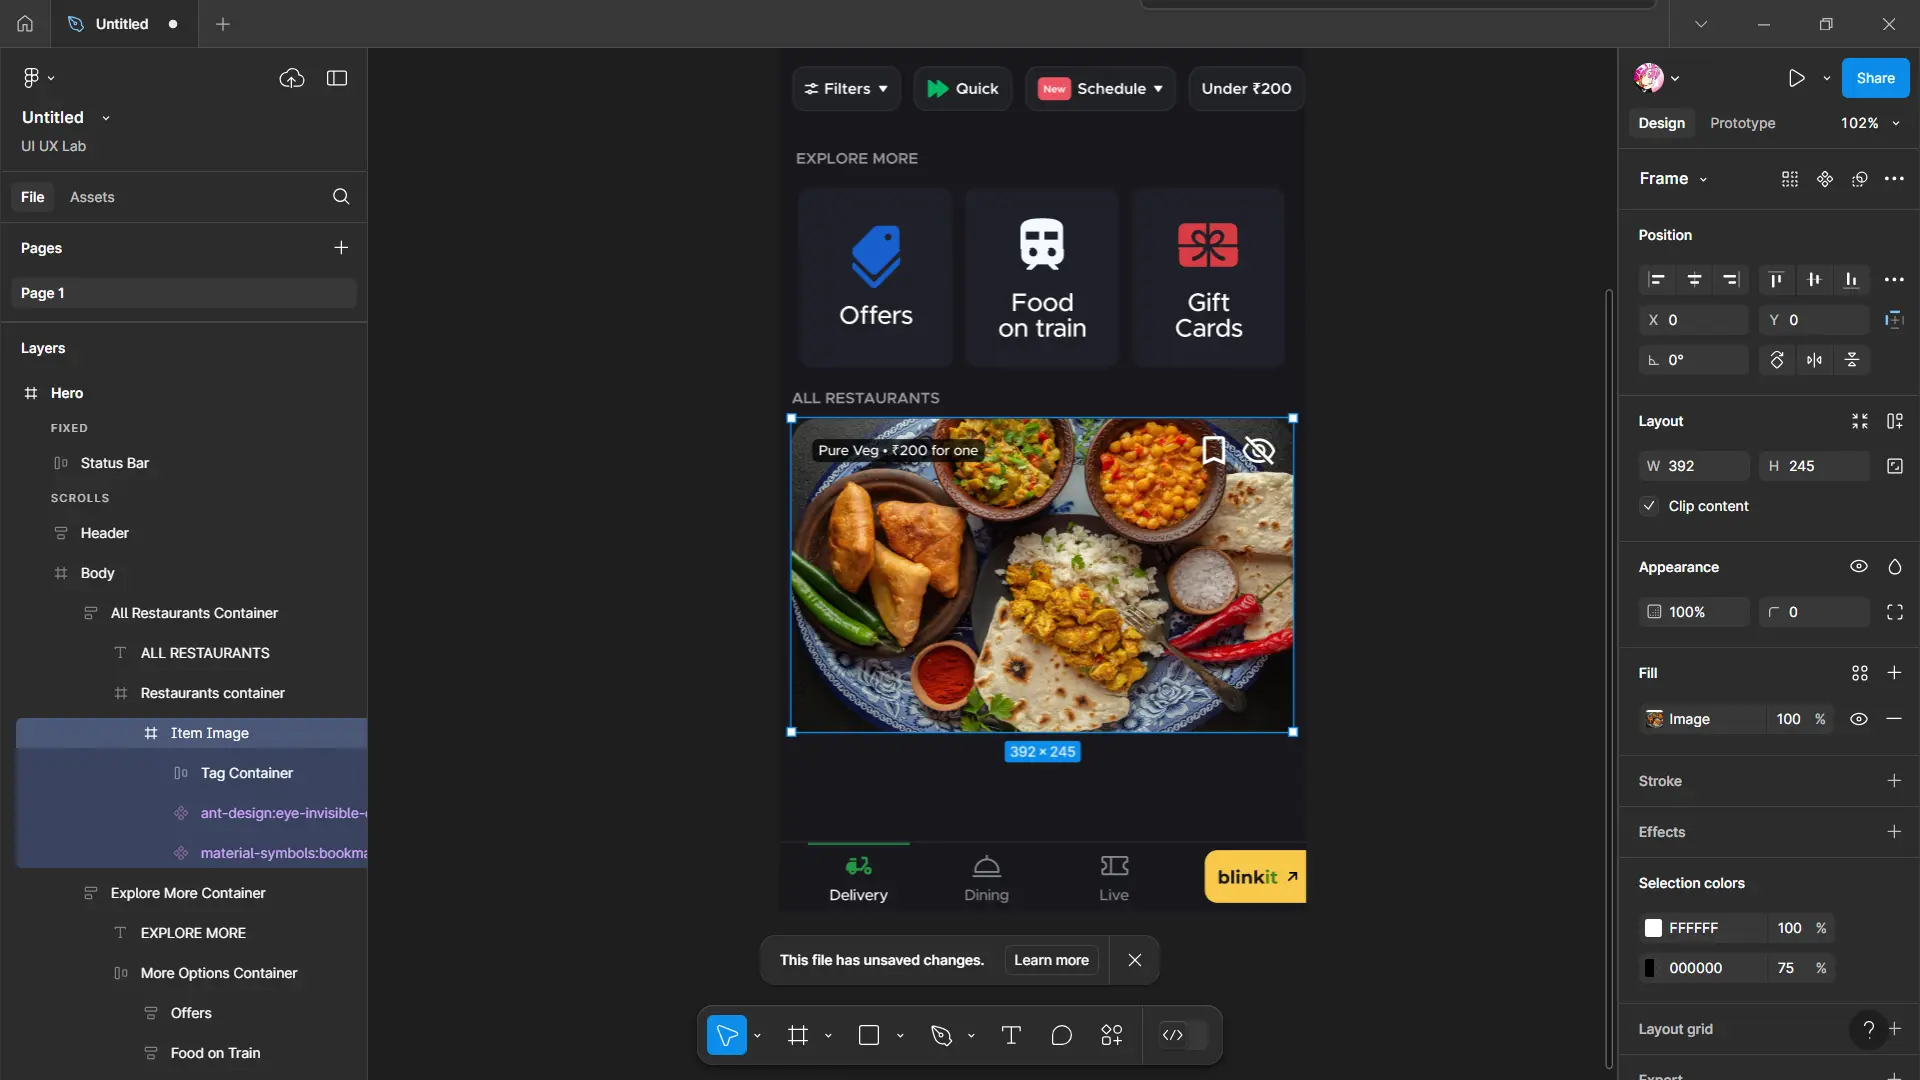 Untitled
Untitled
UI UX Lab
File
Assets
Pages
Page 1
Layers
Hero
FIXED
Status Bar
SCROLLS
Header
Body
All Restaurants Container
ALL RESTAURANTS
Restaurants container
Item Image
Tag Container
ant-design:eye-invisible-
material-symbols:bookma
Explore More Container
EXPLORE MORE
More Options Container
Offers
Food on Train
Filters
Quick
New Schedule
Under ₹200
EXPLORE MORE
Offers
Food
on train
Gift
Cards
ALL RESTAURANTS
Pure Veg • ₹200 for one
392 × 245
Delivery
Dining
Live
blinkit
This file has unsaved changes.
Learn more
Share
Design
Prototype
102%
Frame
Position
X 0
Y 0
0°
Layout
W 392
H 245
Clip content
Appearance
100%
0
Fill
Image
100 %
Stroke
Effects
Selection colors
FFFFFF 100 %
000000 75 %
Layout grid
?
Export